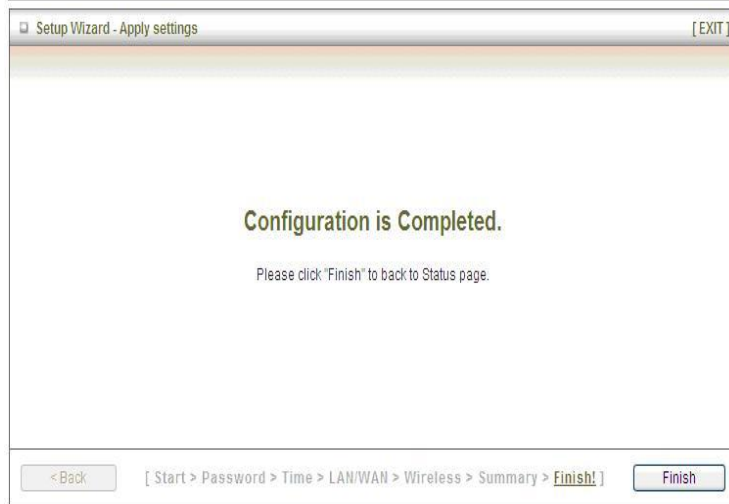 Setup Wizard - Apply settings [ EXIT ]
Configuration is Completed.
Please click "Finish" to back to Status page.
< Back [ Start > Password > Time > LAN/WAN > Wireless > Summary > Finish! ] Finish